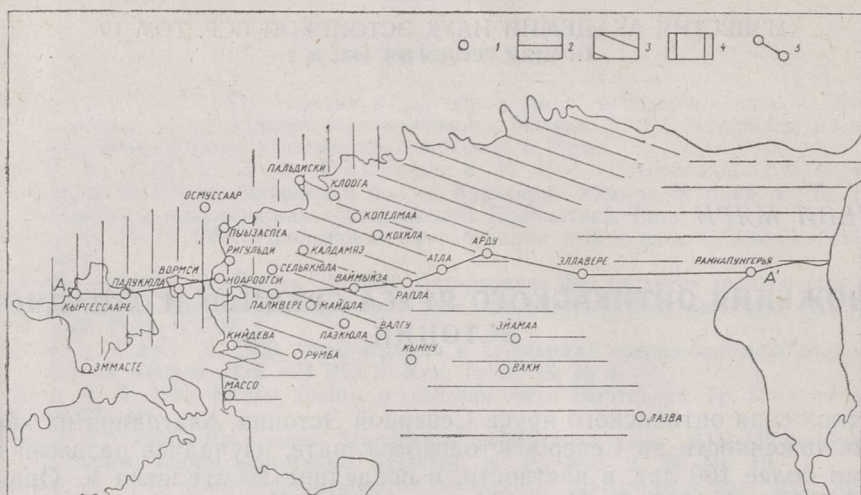 1 2 3 4 5
ПАЛЬДИСКИ
КЛООГА
ОСМУССААР
КОПЕЛМАА
ПЫЫЗАСПЕА
КОХИЛА
РИГУЛЬДИ
КАЛДАМЯЭ
АРДУ
СЕЛЬЯКЮЛА
АТЛА
ЭЛЛАВЕРЕ
РАННАПУНГЕРЬЯ
ВОРМСИ
НОАРООТСИ
ВАЙМЫЙЗА
А
ПАЛУКЮЛА
РАПЛА
А'
КЫРГЕССААРЕ
ПАЛИВЕРЕ
МАЙДЛА
ПАЭКЮЛА
ВАЛГУ
ЭЙАМАА
КИЙДЕВА
РУМБА
КЫННУ
ЭММАСТЕ
ВАКИ
МАССО
ЛАЭВА